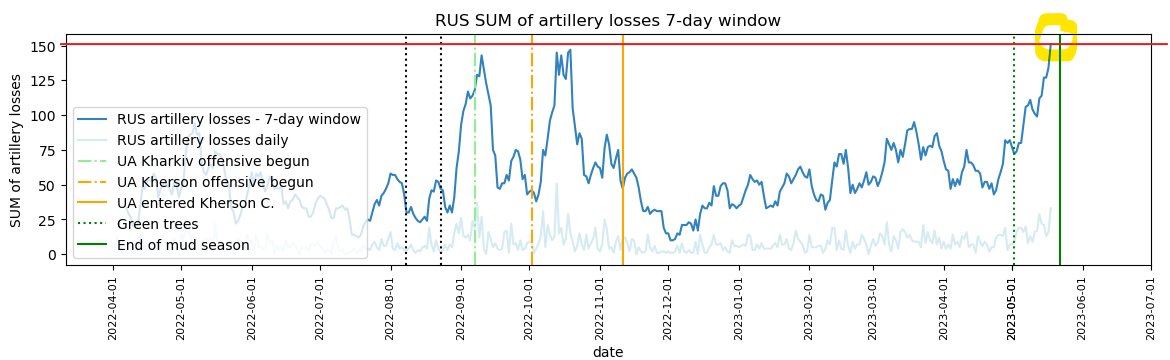 RUS SUM of artillery losses 7-day window
SUM of artillery losses
150
125
100
75
50
25
0
RUS artillery losses - 7-day window
RUS artillery losses daily
UA Kharkiv offensive begun
UA Kherson offensive begun
UA entered Kherson C.
Green trees
End of mud season
2022-04-01
2022-05-01
2022-06-01
2022-07-01
2022-08-01
2022-09-01
2022-10-01
2022-11-01
2022-12-01
2023-01-01
2023-02-01
2023-03-01
2023-04-01
2023-05-01
2023-06-01
2023-07-01
date